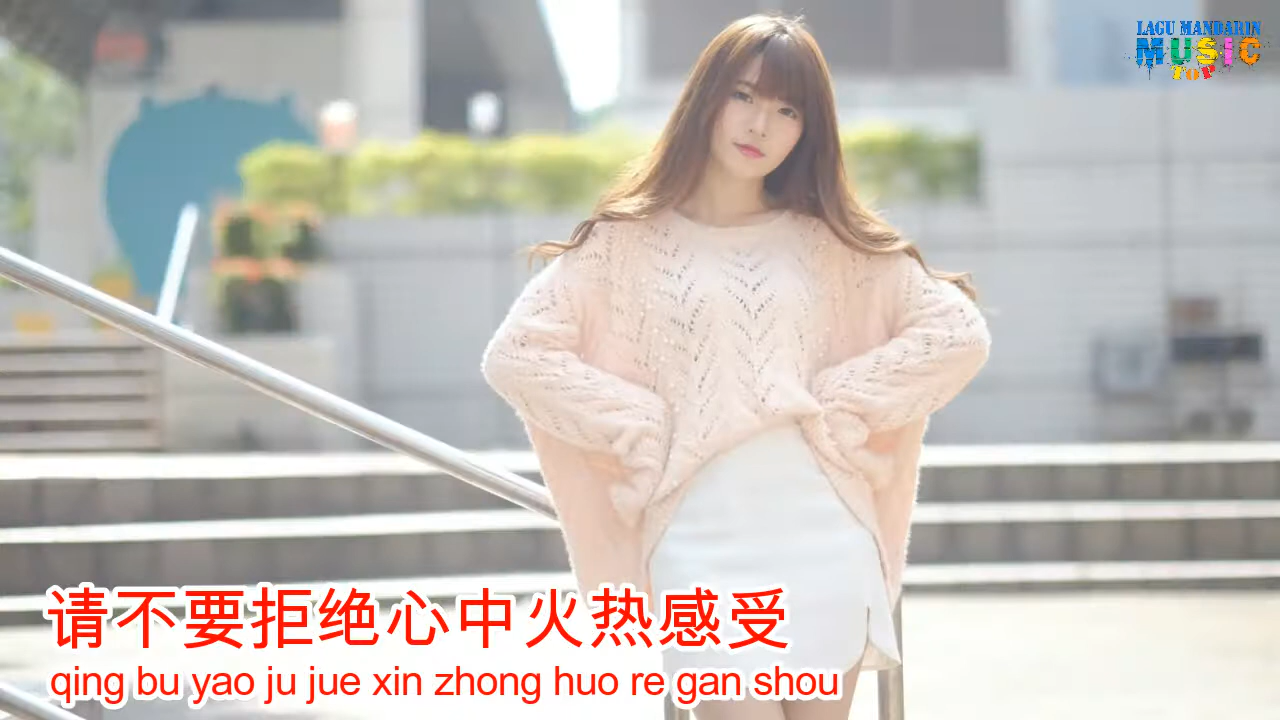 LAGU MANDARIN
MUSIC
TOP
请不要拒绝心中火热感受
qing bu yao ju jue xin zhong huo re gan shou